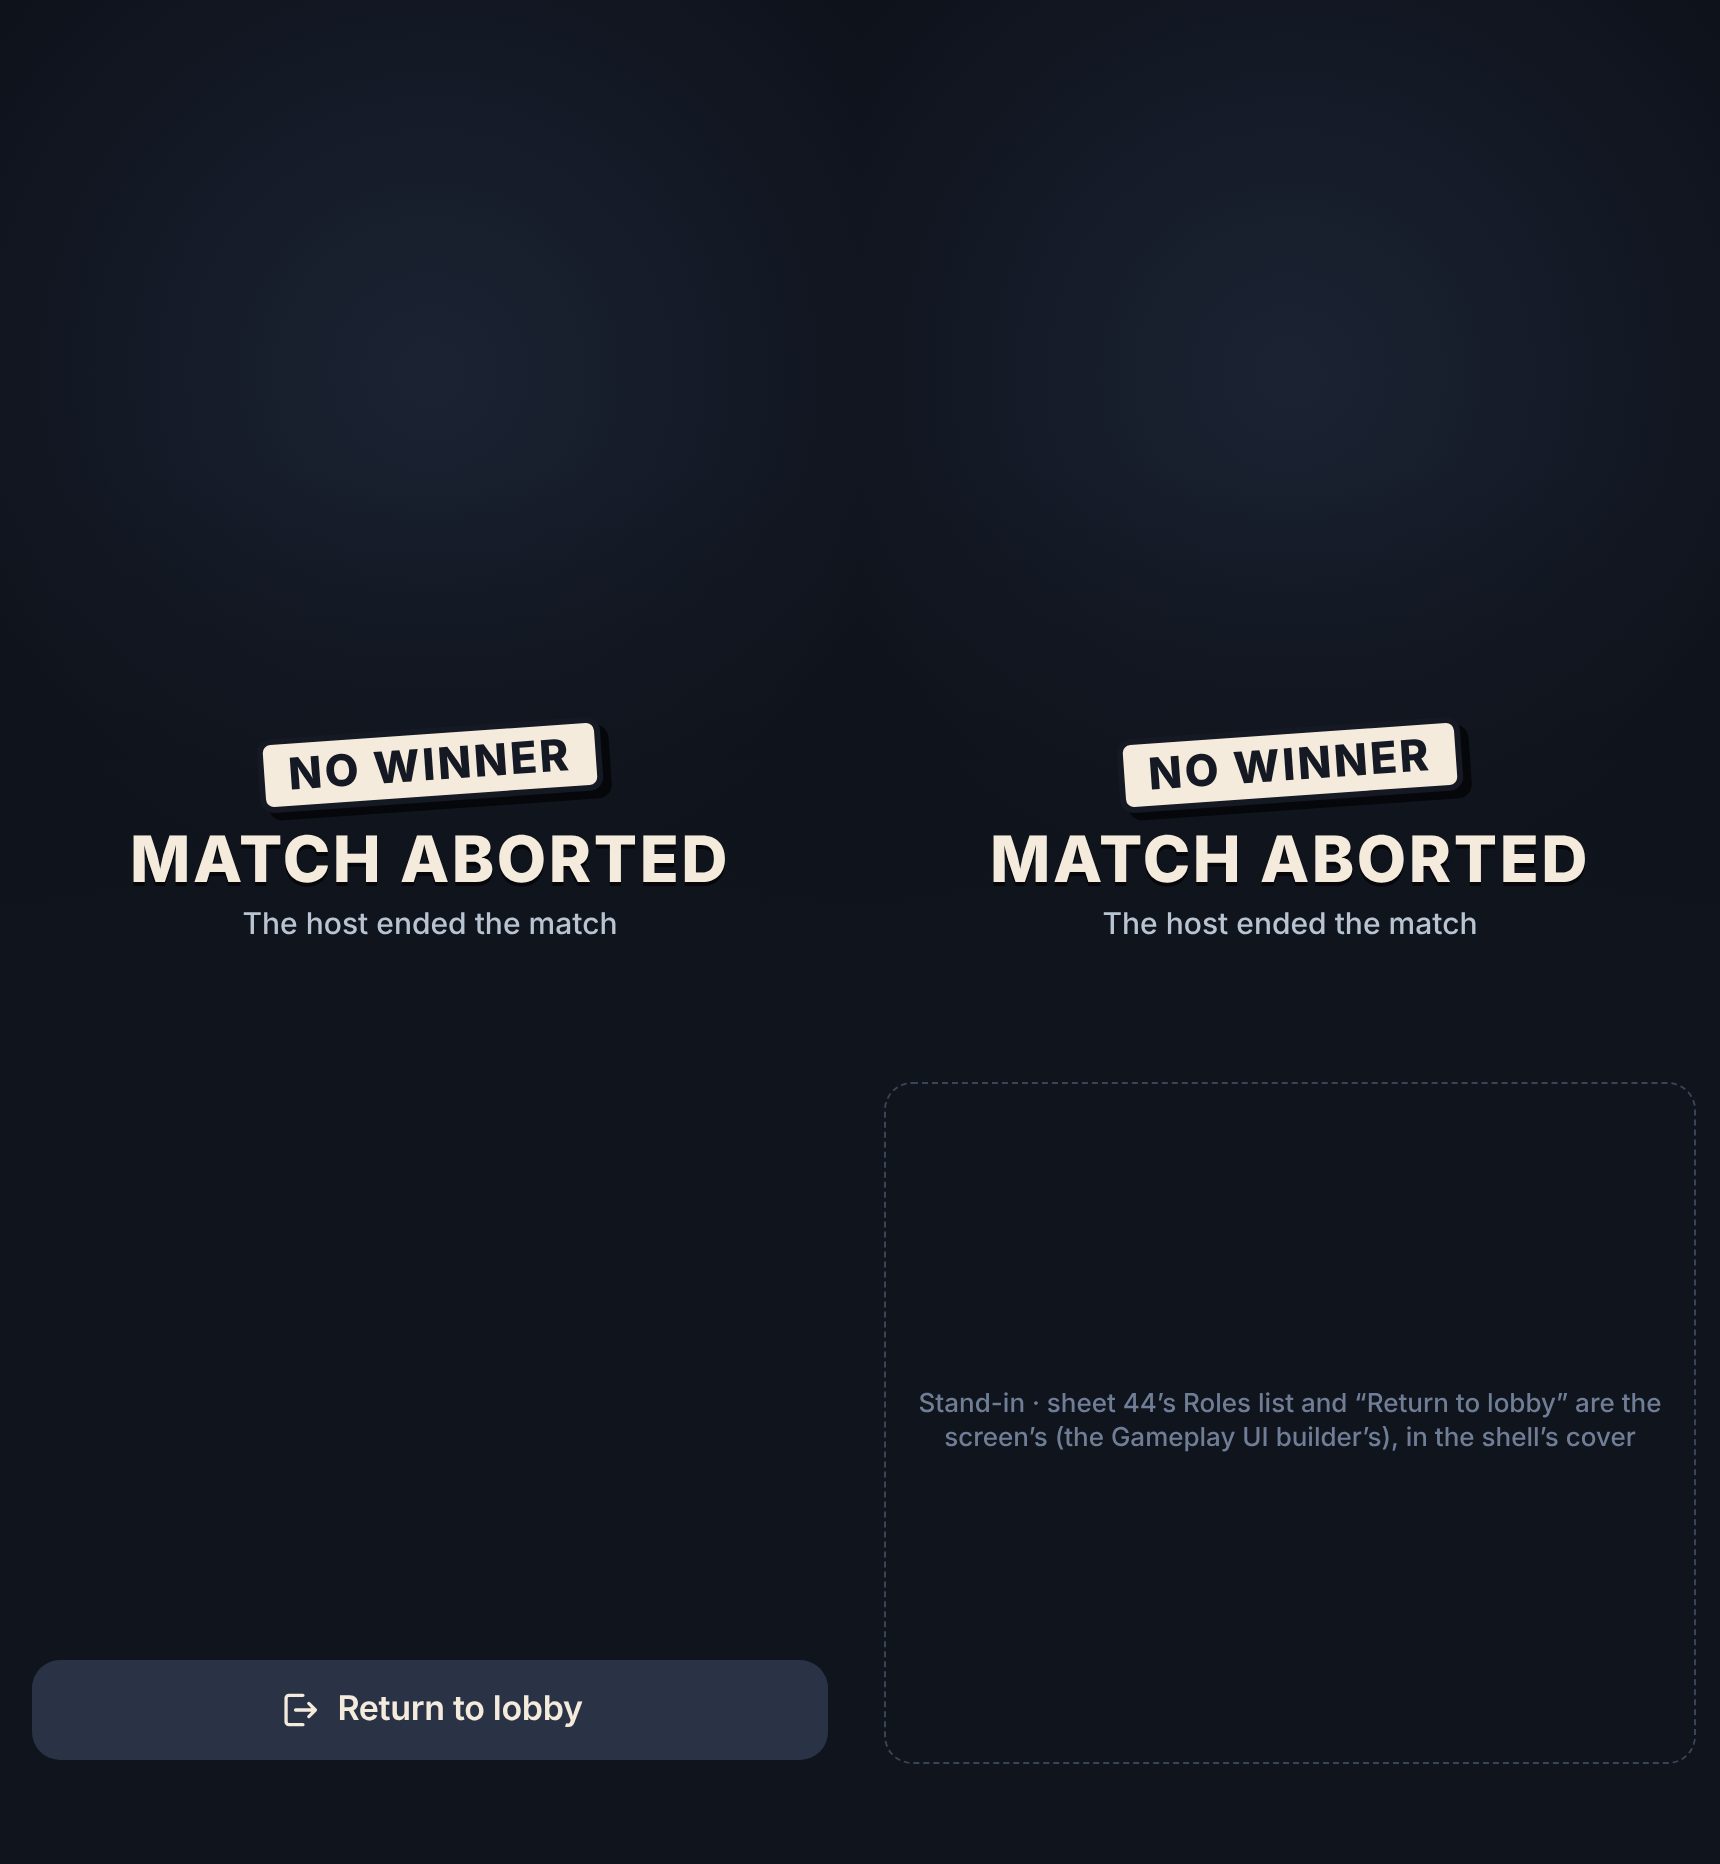 NO WINNER
MATCH ABORTED
The host ended the match
Return to lobby
NO WINNER
MATCH ABORTED
The host ended the match
Stand-in · sheet 44’s Roles list and “Return to lobby” are the
screen’s (the Gameplay UI builder’s), in the shell’s cover